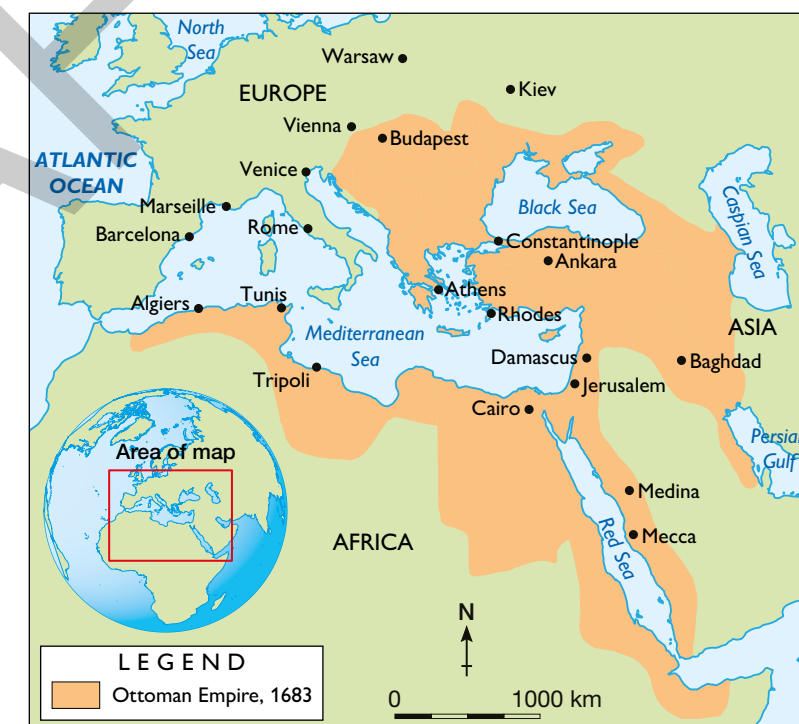 North
Sea
Warsaw
Kiev
EUROPE
Vienna
Budapest
ATLANTIC
OCEAN
Venice
Caspian Sea
Marseille
Black Sea
Barcelona
Rome
Constantinople
Ankara
Athens
Algiers
Tunis
Rhodes
ASIA
Mediterranean
Sea
Damascus
Baghdad
Tripoli
Jerusalem
Cairo
Persian
Gulf
Area of map
Medina
Red Sea
Mecca
AFRICA
N
LEGEND
Ottoman Empire, 1683
0 1000 km